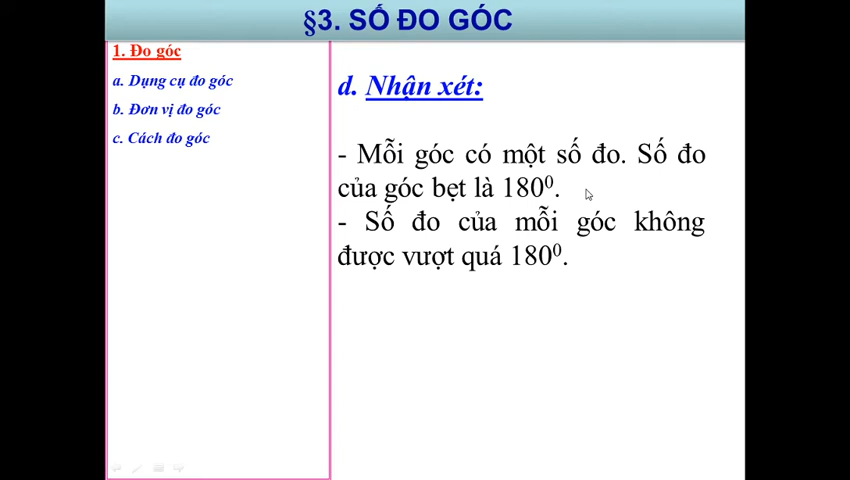 §3. SỐ ĐO GÓC
1. Đo góc
a. Dụng cụ đo góc
b. Đơn vị đo góc
c. Cách đo góc
d. Nhận xét:
- Mỗi góc có một số đo. Số đo
của góc bẹt là 180⁰.
- Số đo của mỗi góc không
được vượt quá 180⁰.